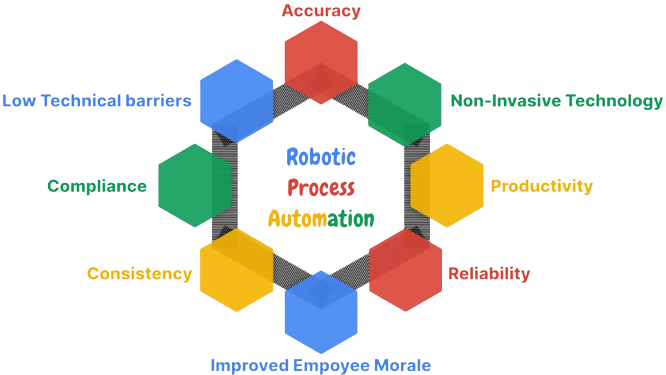 Accuracy
Low Technical barriers
Non-Invasive Technology
Robotic
Process
Automation
Compliance
Productivity
Consistency
Reliability
Improved Empoyee Morale